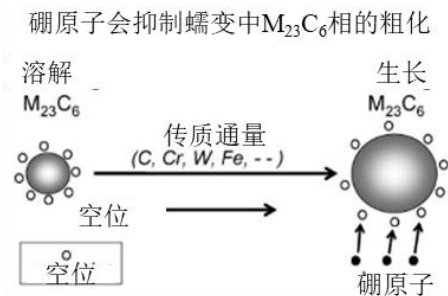 硼原子会抑制蠕变中M₂₃C₆相的粗化
溶解
M₂₃C₆
生长
M₂₃C₆
传质通量
(C, Cr, W, Fe, - -)
空位
空位
硼原子